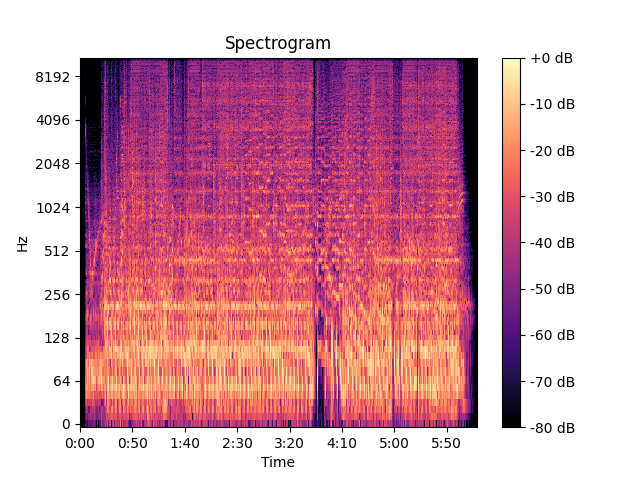 Spectrogram
Hz
8192
4096
2048
1024
512
256
128
64
0
0:00 0:50 1:40 2:30 3:20 4:10 5:00 5:50
Time
+0 dB
-10 dB
-20 dB
-30 dB
-40 dB
-50 dB
-60 dB
-70 dB
-80 dB